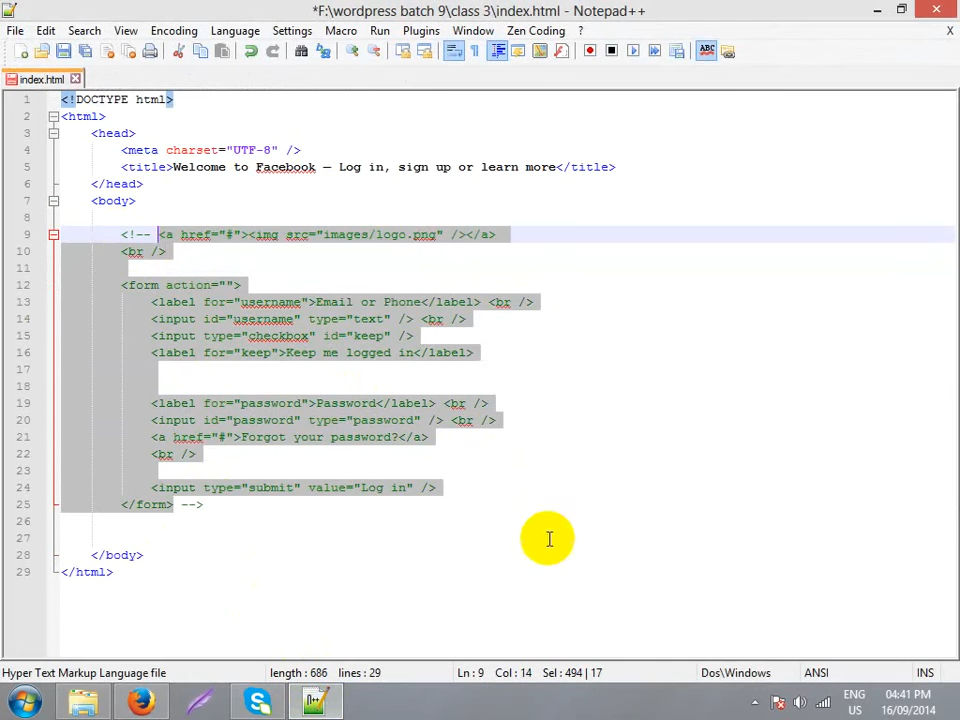 *F:\wordpress batch 9\class 3\index.html - Notepad++
File Edit Search View Encoding Language Settings Macro Run Plugins Window Zen Coding ? X
ABC
index.html
1 <!DOCTYPE html>
2 <html>
3 <head>
4 <meta charset="UTF-8" />
5 <title>Welcome to Facebook – Log in, sign up or learn more</title>
6 </head>
7 <body>
8
9 <!-- <a href="#"><img src="images/logo.png" /></a>
10 <br />
11
12 <form action="">
13 <label for="username">Email or Phone</label> <br />
14 <input id="username" type="text" /> <br />
15 <input type="checkbox" id="keep" />
16 <label for="keep">Keep me logged in</label>
17
18
19 <label for="password">Password</label> <br />
20 <input id="password" type="password" /> <br />
21 <a href="#">Forgot your password?</a>
22 <br />
23
24 <input type="submit" value="Log in" />
25 </form> -->
26
27
28 </body>
29 </html>
Hyper Text Markup Language file length : 686 lines : 29 Ln : 9 Col : 14 Sel : 494 | 17 Dos\Windows ANSI INS
ENG 04:41 PM
US 16/09/2014